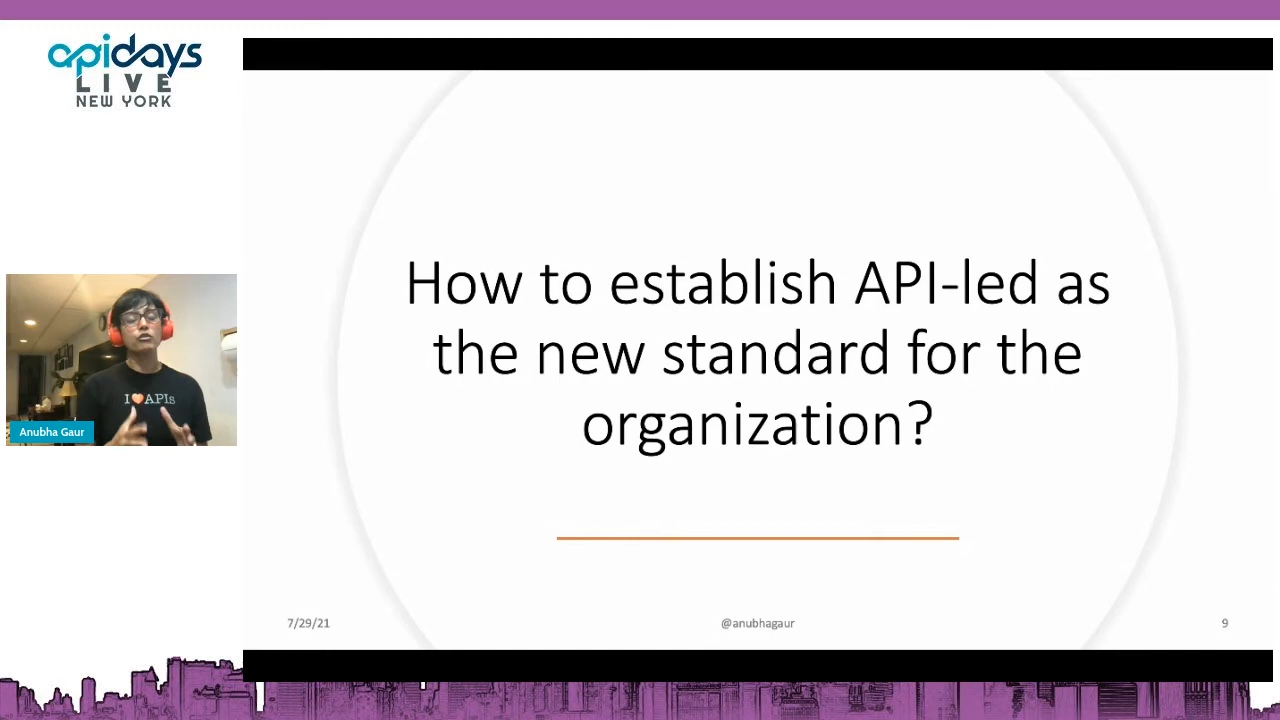 apidays
LIVE
NEW YORK
How to establish API-led as
the new standard for the
organization?
I ❤ APIs
Anubha Gaur
7/29/21
@anubhagaur
9